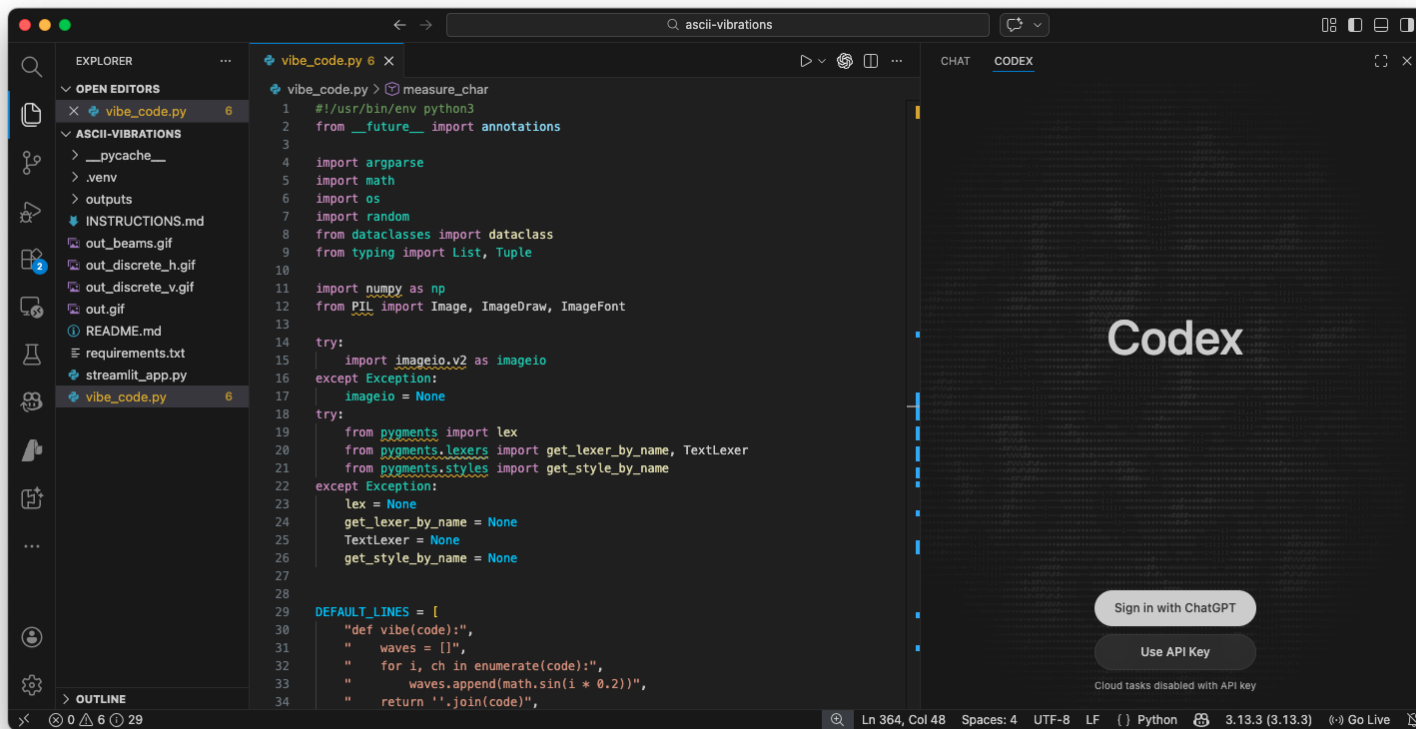 ascii-vibrations
EXPLORER
OPEN EDITORS
vibe_code.py 6
ASCII-VIBRATIONS
__pycache__
.venv
outputs
INSTRUCTIONS.md
out_beams.gif
out_discrete_h.gif
out_discrete_v.gif
out.gif
README.md
requirements.txt
streamlit_app.py
vibe_code.py 6
OUTLINE
2
vibe_code.py 6
vibe_code.py > measure_char
1 #!/usr/bin/env python3
2 from __future__ import annotations
3
4 import argparse
5 import math
6 import os
7 import random
8 from dataclasses import dataclass
9 from typing import List, Tuple
10
11 import numpy as np
12 from PIL import Image, ImageDraw, ImageFont
13
14 try:
15     import imageio.v2 as imageio
16 except Exception:
17     imageio = None
18 try:
19     from pygments import lex
20     from pygments.lexers import get_lexer_by_name, TextLexer
21     from pygments.styles import get_style_by_name
22 except Exception:
23     lex = None
24     get_lexer_by_name = None
25     TextLexer = None
26     get_style_by_name = None
27
28
29 DEFAULT_LINES = [
30     "def vibe(code):",
31     "    waves = []",
32     "    for i, ch in enumerate(code):",
33     "        waves.append(math.sin(i * 0.2))",
34     "    return ''.join(code)",
CHAT CODEX
Codex
Sign in with ChatGPT
Use API Key
Cloud tasks disabled with API key
0 6 29
Ln 364, Col 48 Spaces: 4 UTF-8 LF { } Python 3.13.3 (3.13.3) Go Live